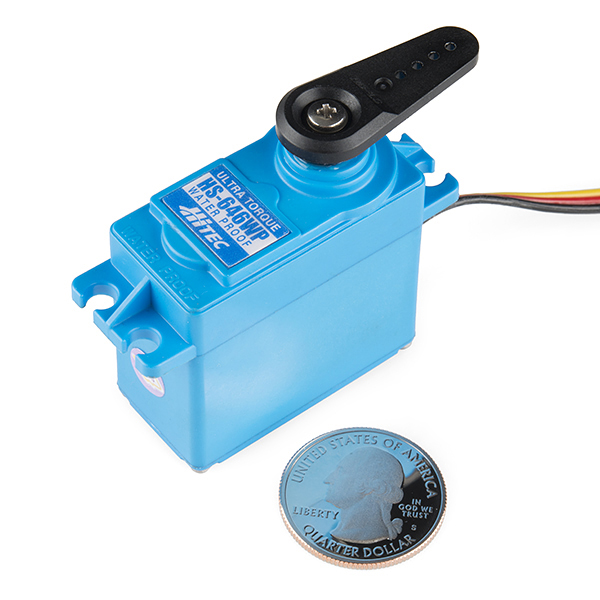 ULTRA TORQUE
HS-646WP
WATER PROOF
HiTEC
WATER PROOF
UNITED STATES OF AMERICA
LIBERTY
IN
GOD WE
TRUST
S
QUARTER DOLLAR